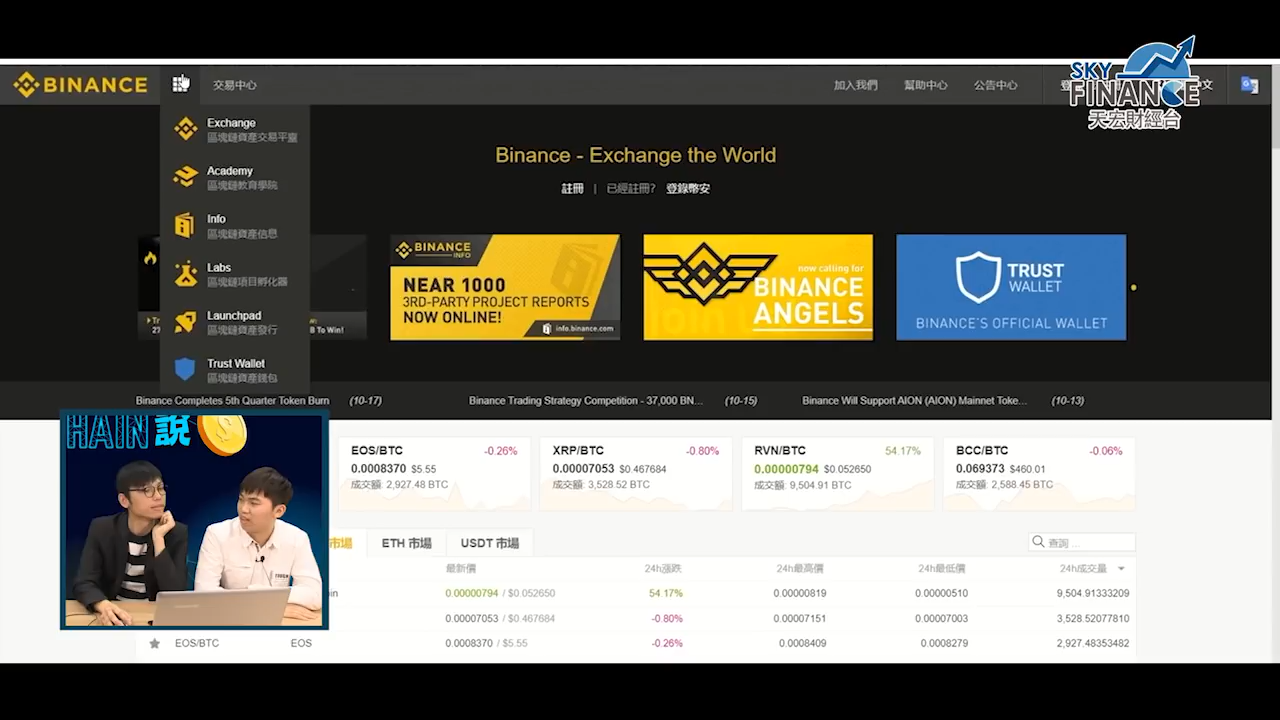 SKY
FINANCE
天宏財經台
BINANCE
交易中心
加入我們
幫助中心
公告中心
Exchange
區塊鏈資產交易平臺
Academy
區塊鏈教育學院
Info
區塊鏈資產信息
Labs
區塊鏈項目孵化器
Launchpad
區塊鏈資產發行
Trust Wallet
區塊鏈資產錢包
Binance - Exchange the World
註冊 | 已經註冊? 登錄幣安
B To Win!
BINANCE
INFO
NEAR 1000
3RD-PARTY PROJECT REPORTS
NOW ONLINE!
info.binance.com
now calling for
BINANCE
ANGELS
TRUST
WALLET
BINANCE'S OFFICIAL WALLET
Binance Completes 5th Quarter Token Burn (10-17)
Binance Trading Strategy Competition - 37,000 BN... (10-15)
Binance Will Support AION (AION) Mainnet Toke... (10-13)
HAIN 說
EOS/BTC -0.26%
0.0008370 $5.55
成交額: 2,927.48 BTC
XRP/BTC -0.80%
0.00007053 $0.467684
成交額: 3,528.52 BTC
RVN/BTC 54.17%
0.00000794 $0.052650
成交額: 9,504.91 BTC
BCC/BTC -0.06%
0.069373 $460.01
成交額: 2,588.45 BTC
市場 ETH 市場 USDT 市場 查詢 ...
最新價 24h漲跌 24h最高價 24h最低價 24h成交量
0.00000794 / $0.052650 54.17% 0.00000819 0.00000510 9,504.91333209
0.00007053 / $0.467684 -0.80% 0.00007151 0.00007003 3,528.52077810
EOS/BTC EOS 0.0008370 / $5.55 -0.26% 0.0008409 0.0008279 2,927.48353482